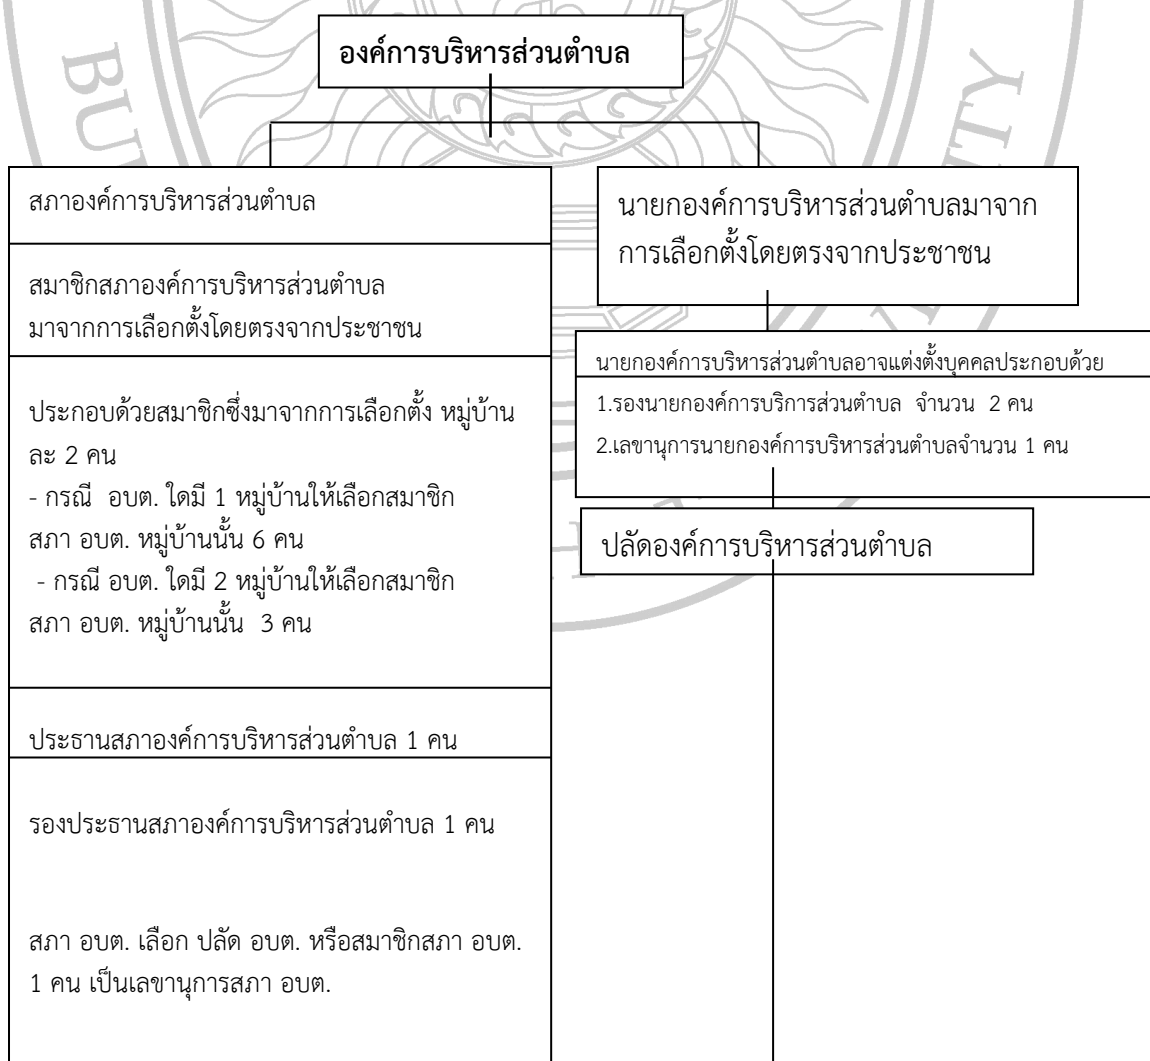 องค์การบริหารส่วนตำบล
สภาองค์การบริหารส่วนตำบล
สมาชิกสภาองค์การบริหารส่วนตำบล
มาจากการเลือกตั้งโดยตรงจากประชาชน
ประกอบด้วยสมาชิกซึ่งมาจากการเลือกตั้ง หมู่บ้าน
ละ 2 คน
- กรณี อบต. ใดมี 1 หมู่บ้านให้เลือกสมาชิก
สภา อบต. หมู่บ้านนั้น 6 คน
- กรณี อบต. ใดมี 2 หมู่บ้านให้เลือกสมาชิก
สภา อบต. หมู่บ้านนั้น 3 คน
ประธานสภาองค์การบริหารส่วนตำบล 1 คน
รองประธานสภาองค์การบริหารส่วนตำบล 1 คน
สภา อบต. เลือก ปลัด อบต. หรือสมาชิกสภา อบต.
1 คน เป็นเลขานุการสภา อบต.
นายกองค์การบริหารส่วนตำบลมาจาก
การเลือกตั้งโดยตรงจากประชาชน
นายกองค์การบริหารส่วนตำบลอาจแต่งตั้งบุคคลประกอบด้วย
1.รองนายกองค์การบริการส่วนตำบล จำนวน 2 คน
2.เลขานุการนายกองค์การบริหารส่วนตำบลจำนวน 1 คน
ปลัดองค์การบริหารส่วนตำบล